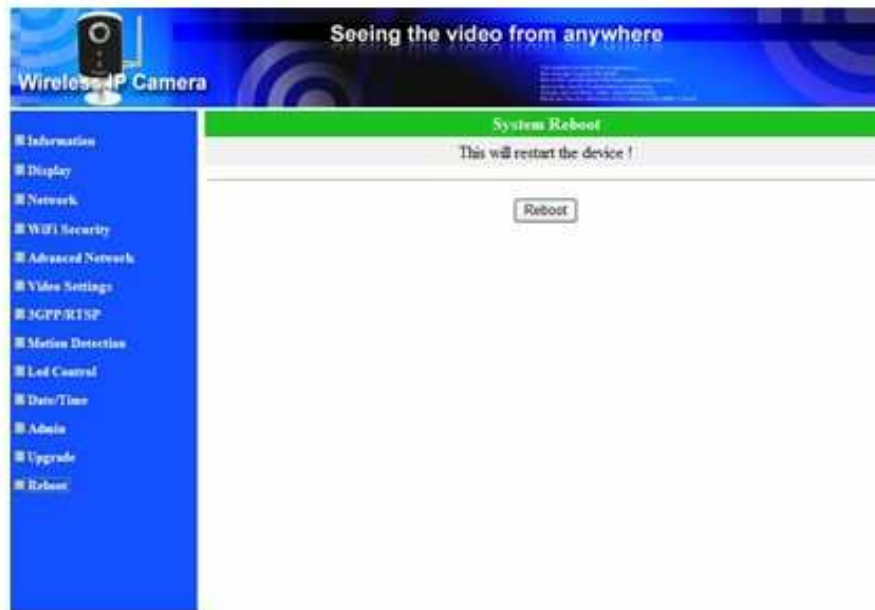 Seeing the video from anywhere
Wireless IP Camera
System Reboot
This will restart the device !
Reboot
Information
Display
Network
WiFi Security
Advanced Network
Video Settings
3GPP/RTSP
Motion Detection
Led Control
Date/Time
Admin
Upgrade
Reboot